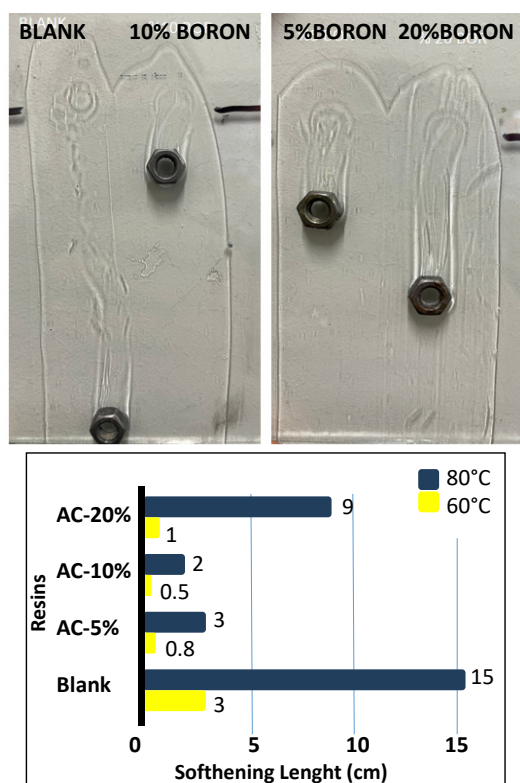 BLANK 10% BORON
5%BORON 20%BORON
80°C
60°C
Resins
AC-20%
9
1
AC-10%
2
0.5
AC-5%
3
0.8
Blank
15
3
0 5 10 15
Softhening Lenght (cm)